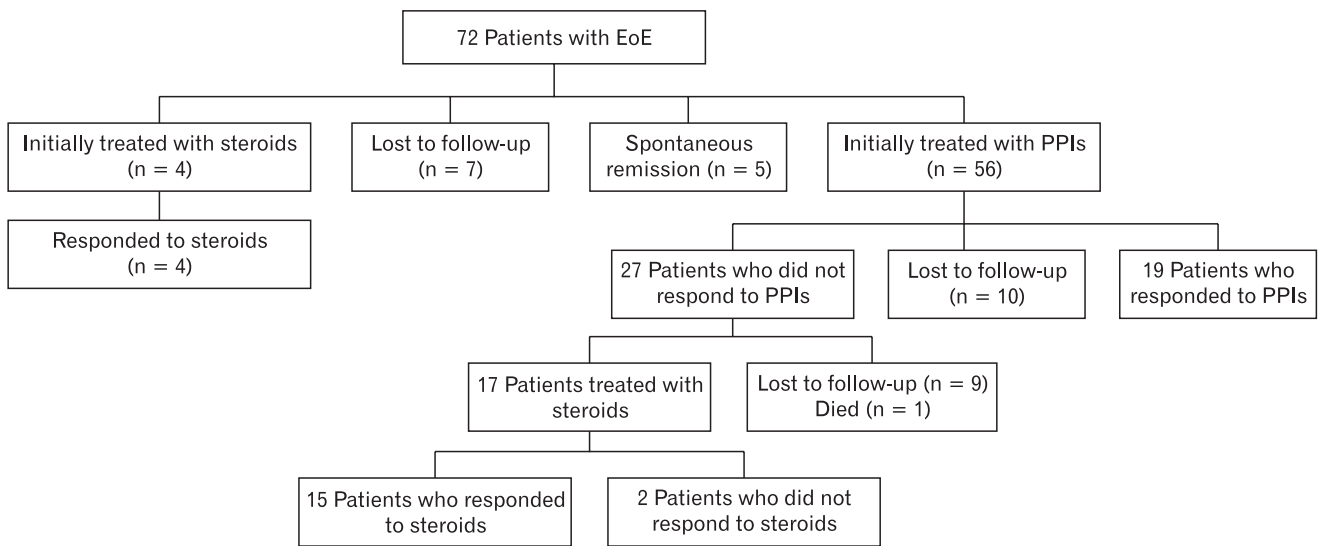 72 Patients with EoE
Initially treated with steroids
(n = 4)
Lost to follow-up
(n = 7)
Spontaneous
remission (n = 5)
Initially treated with PPIs
(n = 56)
Responded to steroids
(n = 4)
27 Patients who did not
respond to PPIs
Lost to follow-up
(n = 10)
19 Patients who
responded to PPIs
17 Patients treated with
steroids
Lost to follow-up (n = 9)
Died (n = 1)
15 Patients who responded
to steroids
2 Patients who did not
respond to steroids